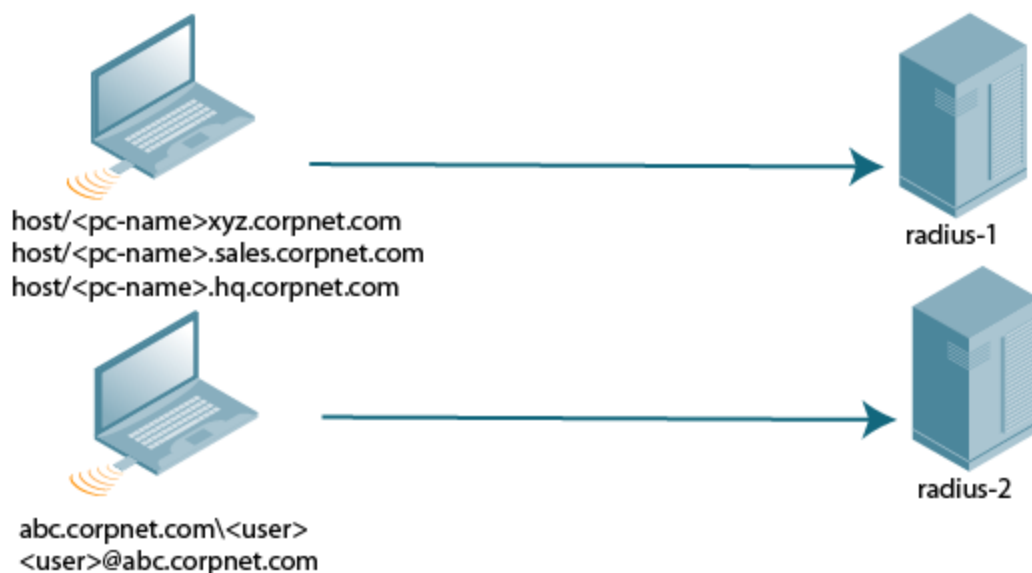 host/<pc-name>xyz.corpnet.com
host/<pc-name>.sales.corpnet.com
host/<pc-name>.hq.corpnet.com
radius-1
abc.corpnet.com\<user>
<user>@abc.corpnet.com
radius-2